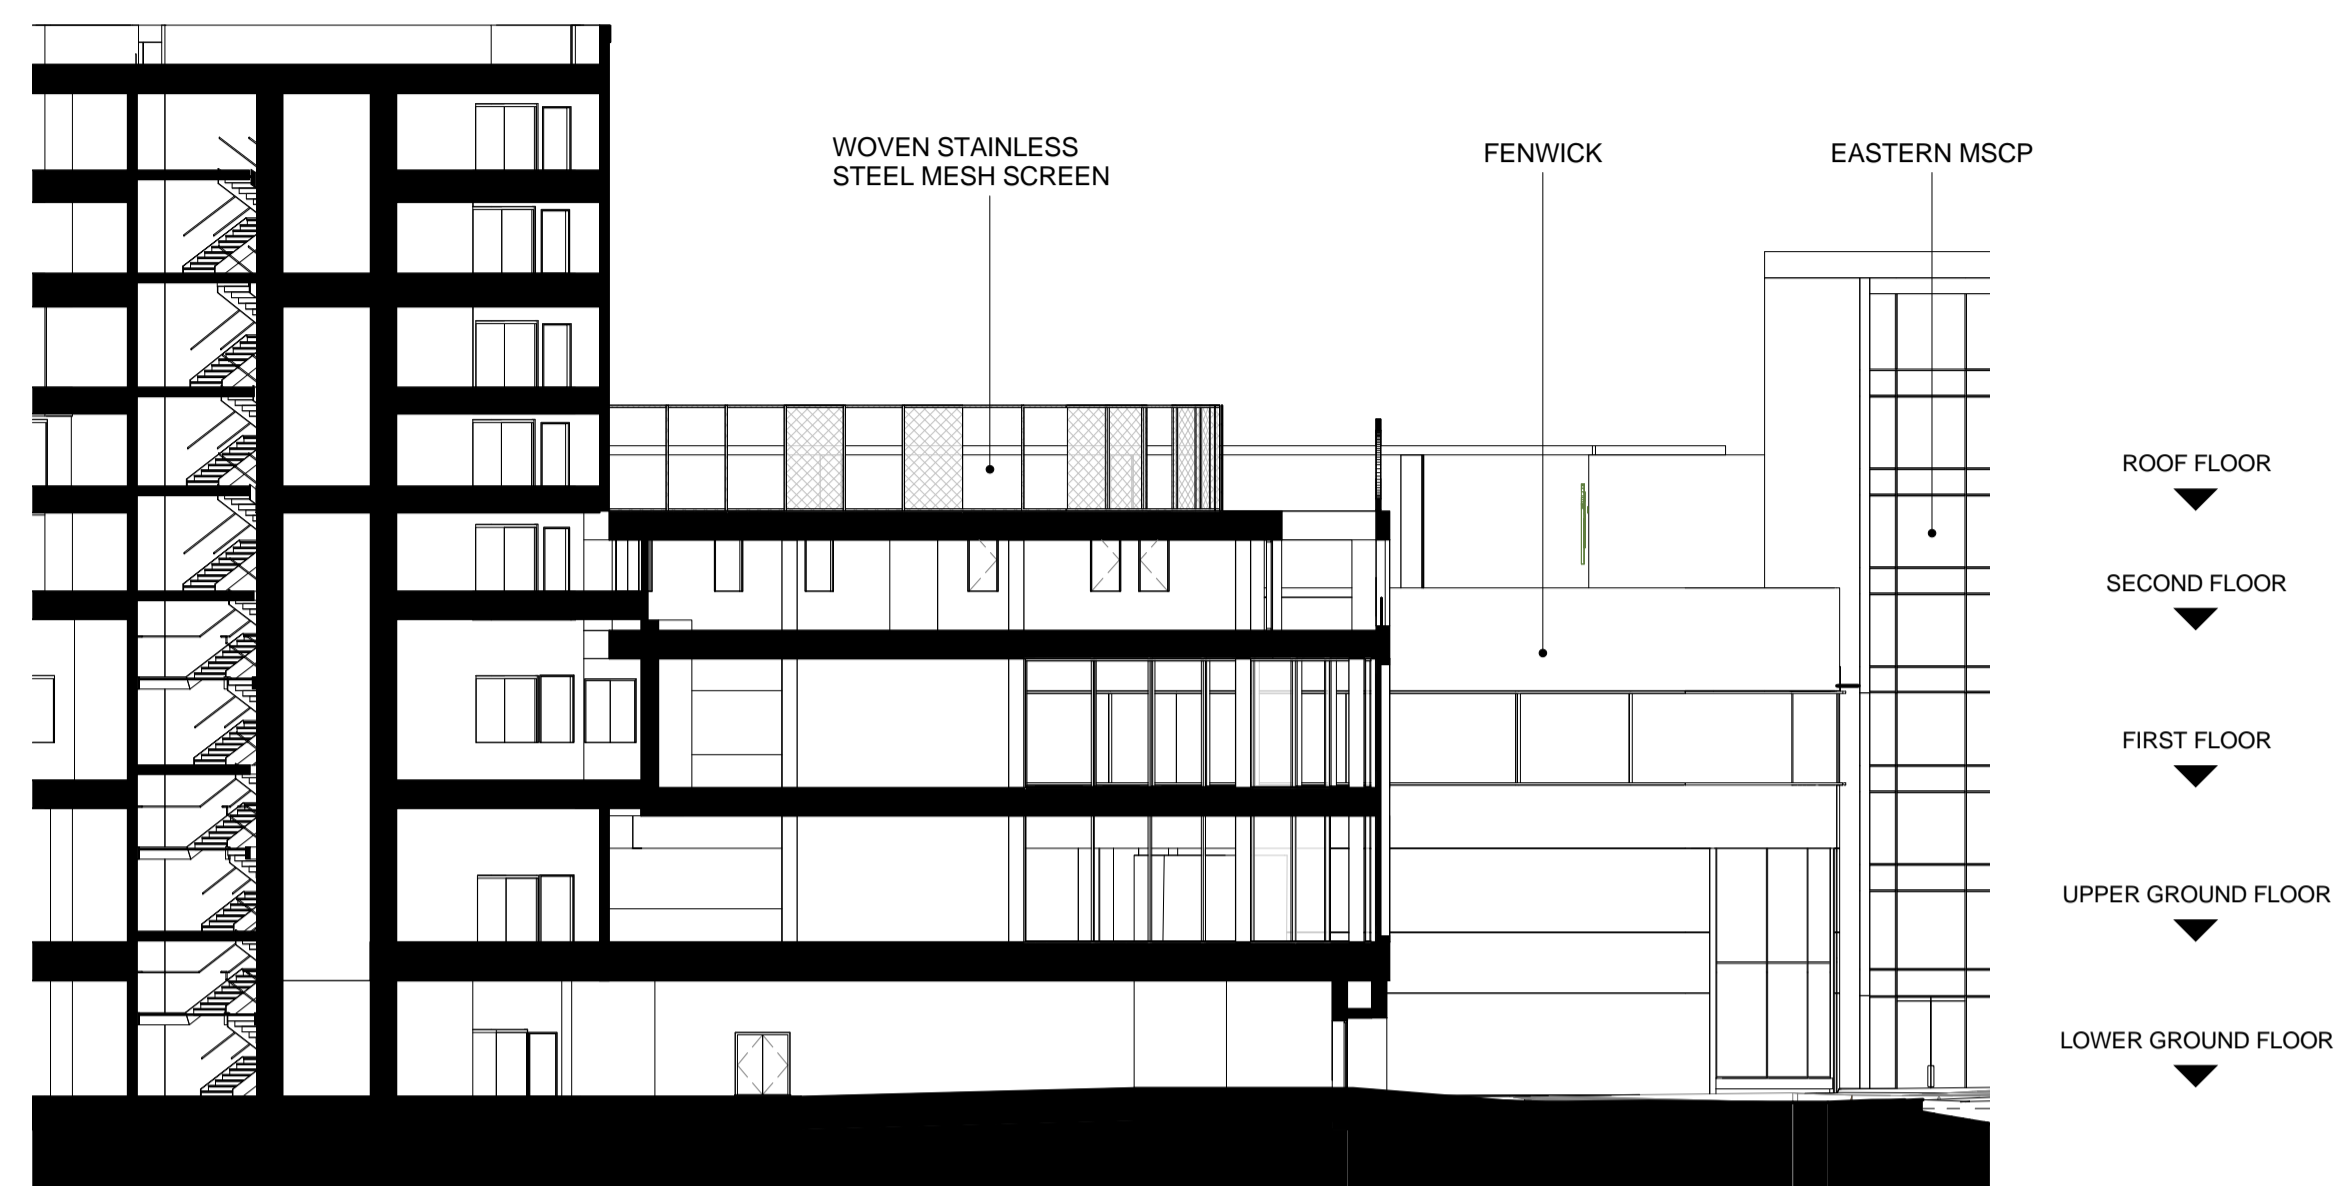 WOVEN STAINLESS
STEEL MESH SCREEN
FENWICK
EASTERN MSCP
ROOF FLOOR
SECOND FLOOR
FIRST FLOOR
UPPER GROUND FLOOR
LOWER GROUND FLOOR